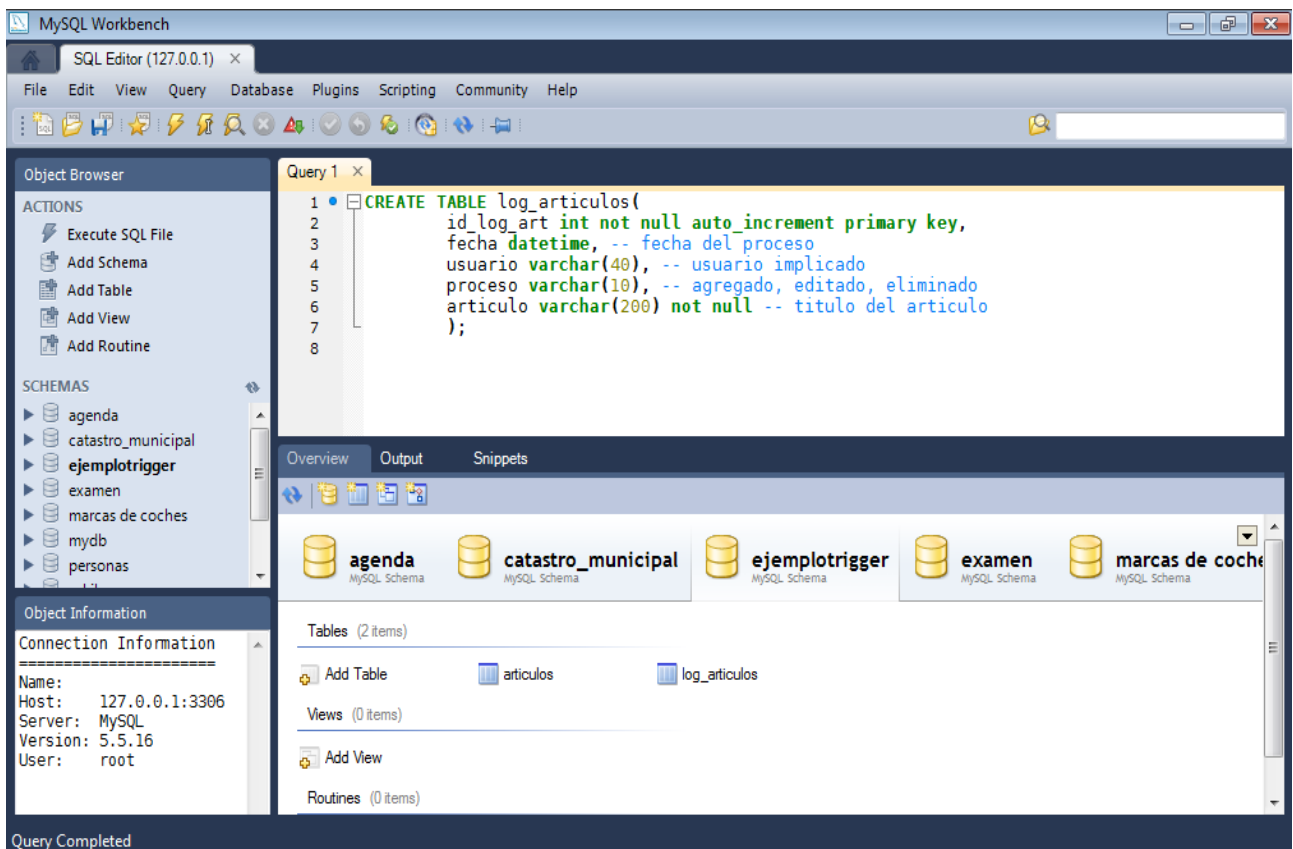 MySQL Workbench
SQL Editor (127.0.0.1)
File Edit View Query Database Plugins Scripting Community Help
Object Browser
ACTIONS
Execute SQL File
Add Schema
Add Table
Add View
Add Routine
SCHEMAS
agenda
catastro_municipal
ejemplotrigger
examen
marcas de coches
mydb
personas
Object Information
Connection Information
======================
Name:
Host: 127.0.0.1:3306
Server: MySQL
Version: 5.5.16
User: root
Query 1
1 CREATE TABLE log_articulos(
2 id_log_art int not null auto_increment primary key,
3 fecha datetime, -- fecha del proceso
4 usuario varchar(40), -- usuario implicado
5 proceso varchar(10), -- agregado, editado, eliminado
6 articulo varchar(200) not null -- titulo del articulo
7 );
8
Overview Output Snippets
agenda
MySQL Schema
catastro_municipal
MySQL Schema
ejemplotrigger
MySQL Schema
examen
MySQL Schema
marcas de coche
MySQL Schema
Tables (2 items)
Add Table articulos log_articulos
Views (0 items)
Add View
Routines (0 items)
Query Completed